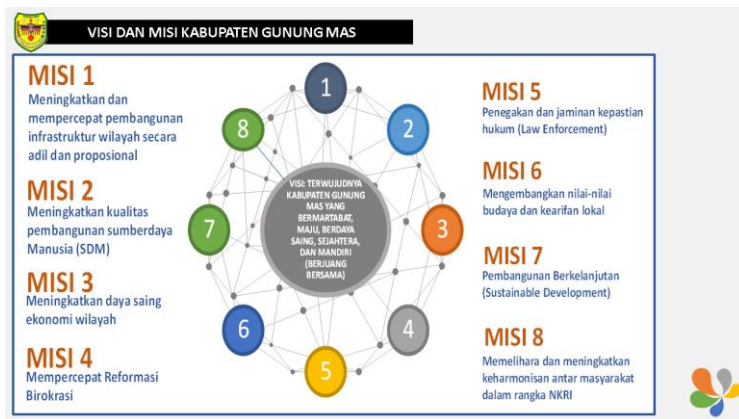 VISI DAN MISI KABUPATEN GUNUNG MAS
MISI 1
Meningkatkan dan
mempercepat pembangunan
infrastruktur wilayah secara
adil dan proposional
MISI 2
Meningkatkan kualitas
pembangunan sumberdaya
Manusia (SDM)
MISI 3
Meningkatkan daya saing
ekonomi wilayah
MISI 4
Mempercepat Reformasi
Birokrasi
1
2
3
4
5
6
7
8
VISI: TERWUJUDNYA
KABUPATEN GUNUNG
MAS YANG
BERMARTABAT,
MAJU, BERDAYA
SAING, SEJAHTERA,
DAN MANDIRI
(BERJUANG
BERSAMA)
MISI 5
Penegakan dan jaminan kepastian
hukum (Law Enforcement)
MISI 6
Mengembangkan nilai-nilai
budaya dan kearifan lokal
MISI 7
Pembangunan Berkelanjutan
(Sustainable Development)
MISI 8
Memelihara dan meningkatkan
keharmonisan antar masyarakat
dalam rangka NKRI